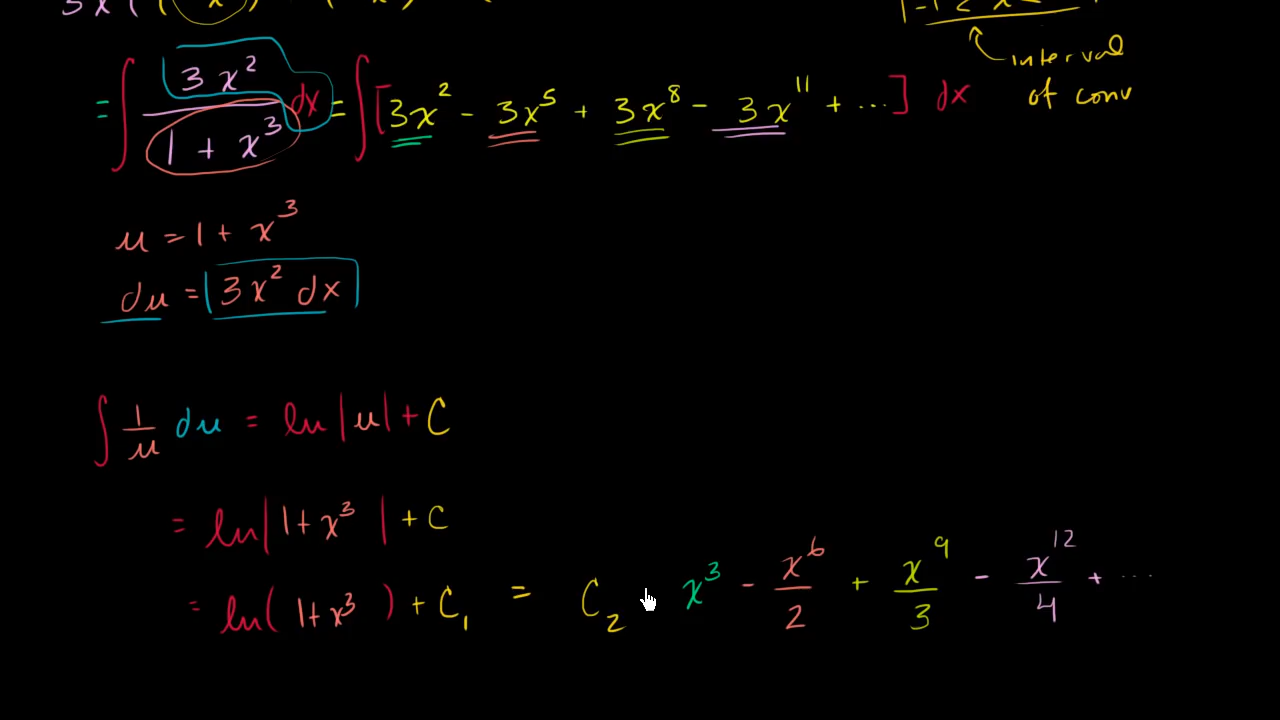 = ∫ 3x² / (1 + x³) dx = ∫ [3x² - 3x⁵ + 3x⁸ - 3x¹¹ + ...] dx
interval
of conv
u = 1 + x³
du = 3x² dx
∫ 1/u du = ln |u| + C
= ln |1+x³| + C
= ln( 1+x³ ) + C₁ = C₂ x³ - x⁶/2 + x⁹/3 - x¹²/4 + ...